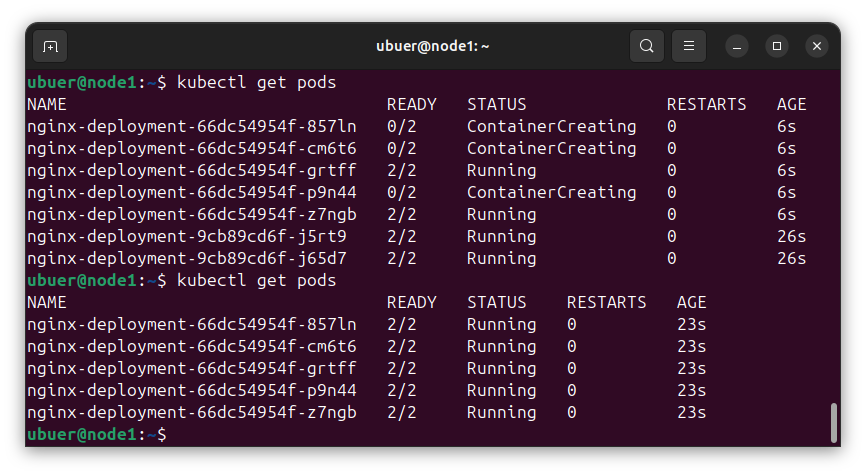 ubuer@node1: ~
ubuer@node1:~$ kubectl get pods
NAME READY STATUS RESTARTS AGE
nginx-deployment-66dc54954f-857ln 0/2 ContainerCreating 0 6s
nginx-deployment-66dc54954f-cm6t6 0/2 ContainerCreating 0 6s
nginx-deployment-66dc54954f-grtff 2/2 Running 0 6s
nginx-deployment-66dc54954f-p9n44 0/2 ContainerCreating 0 6s
nginx-deployment-66dc54954f-z7ngb 2/2 Running 0 6s
nginx-deployment-9cb89cd6f-j5rt9 2/2 Running 0 26s
nginx-deployment-9cb89cd6f-j65d7 2/2 Running 0 26s
ubuer@node1:~$ kubectl get pods
NAME READY STATUS RESTARTS AGE
nginx-deployment-66dc54954f-857ln 2/2 Running 0 23s
nginx-deployment-66dc54954f-cm6t6 2/2 Running 0 23s
nginx-deployment-66dc54954f-grtff 2/2 Running 0 23s
nginx-deployment-66dc54954f-p9n44 2/2 Running 0 23s
nginx-deployment-66dc54954f-z7ngb 2/2 Running 0 23s
ubuer@node1:~$